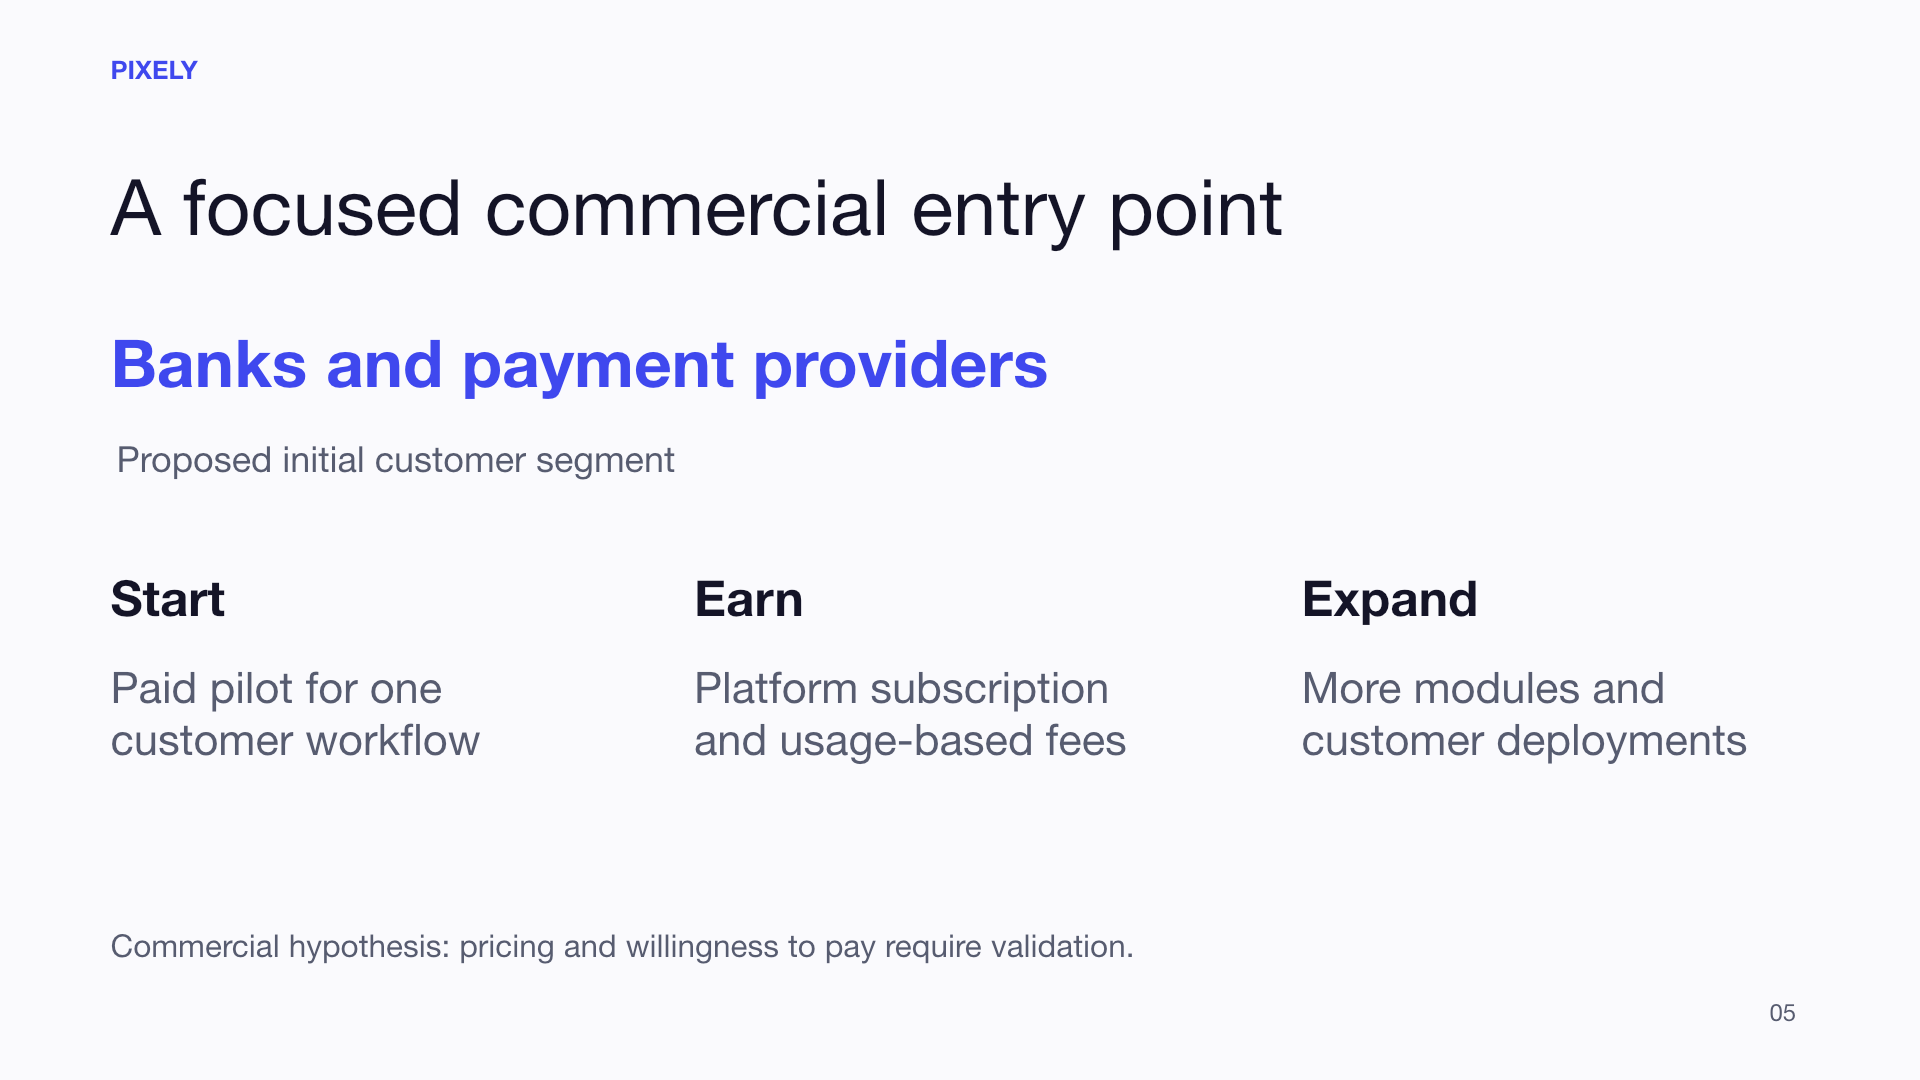 PIXELY
A focused commercial entry point
Banks and payment providers
Proposed initial customer segment
Start
Paid pilot for one
customer workflow
Earn
Platform subscription
and usage-based fees
Expand
More modules and
customer deployments
Commercial hypothesis: pricing and willingness to pay require validation.
05